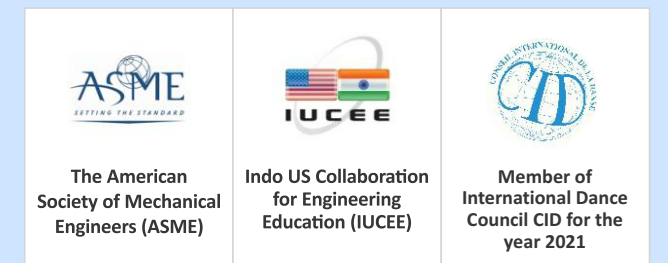 ASME
SETTING THE STANDARD
The American
Society of Mechanical
Engineers (ASME)
IUCEE
Indo US Collaboration
for Engineering
Education (IUCEE)
CONSEIL INTERNATIONAL DE LA DANSE
CID
Member of
International Dance
Council CID for the
year 2021